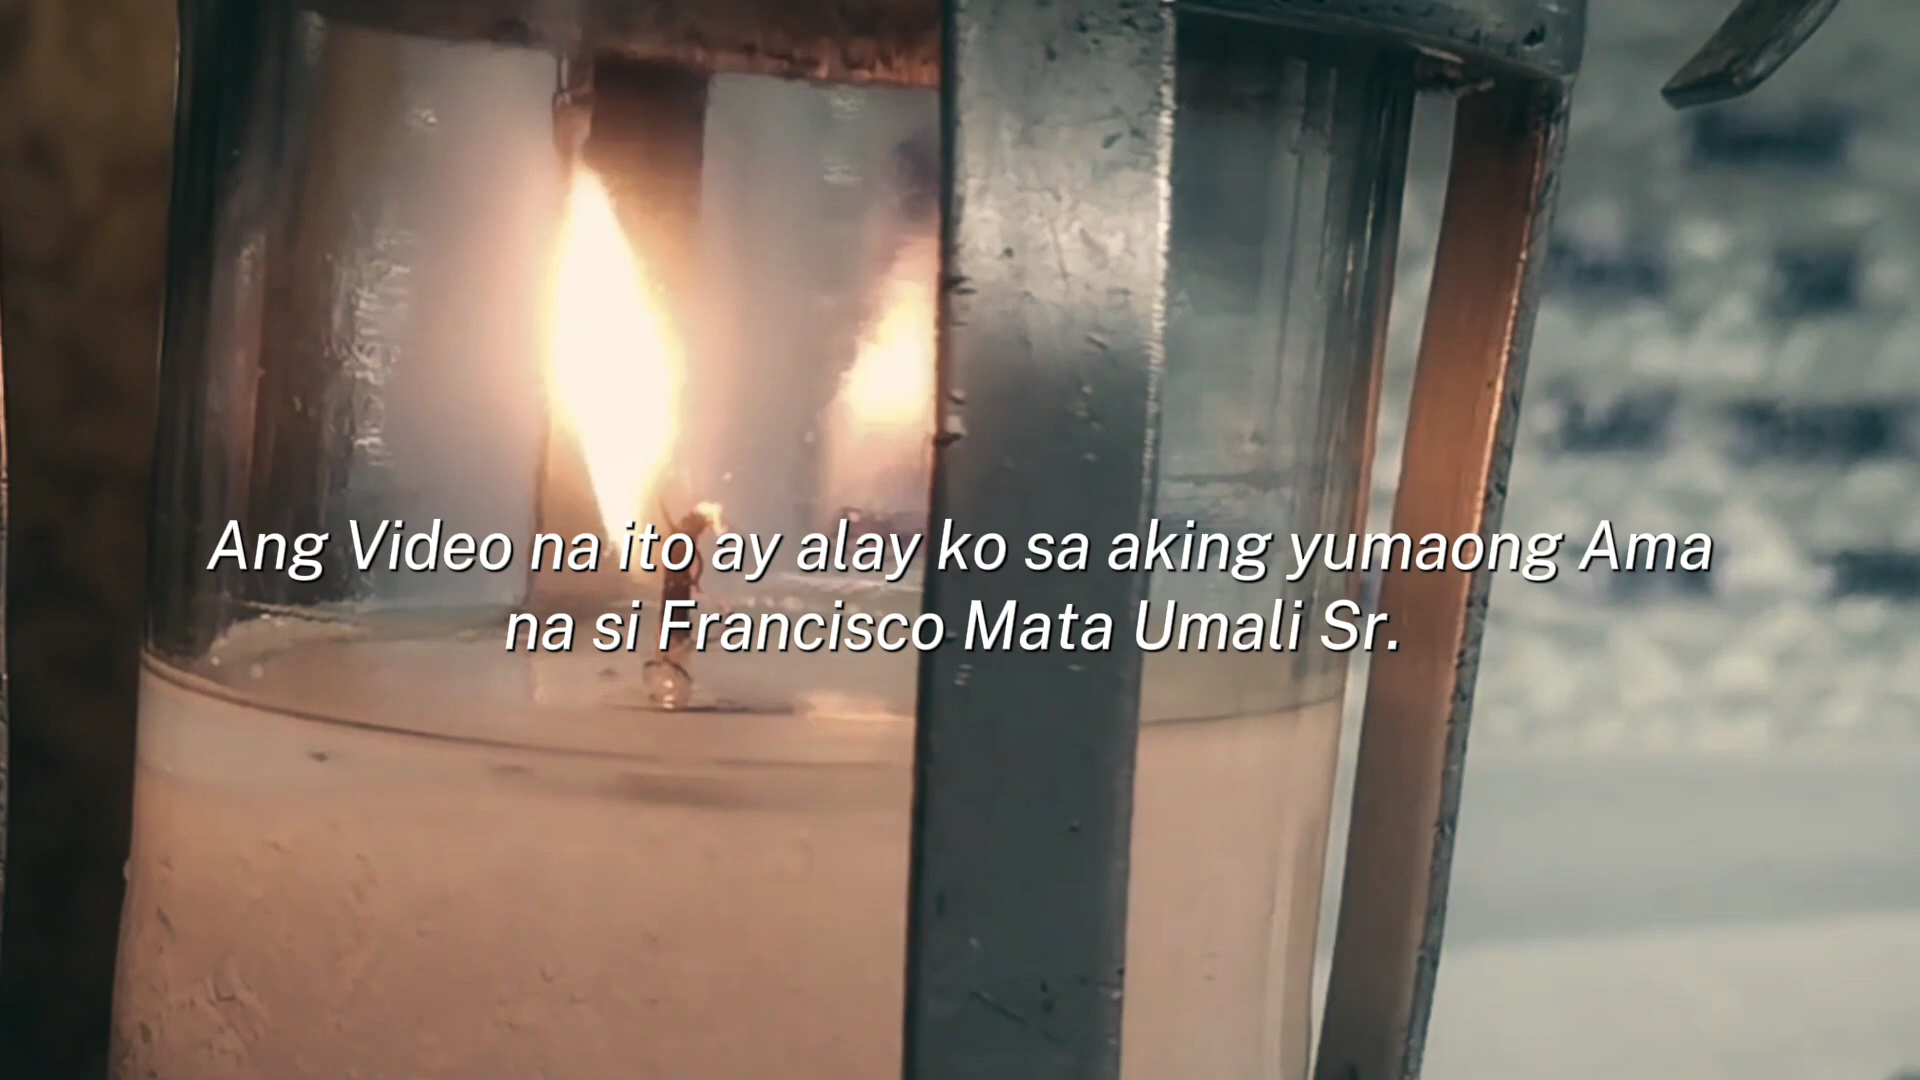 Ang Video na ito ay alay ko sa aking yumaong Ama
na si Francisco Mata Umali Sr.